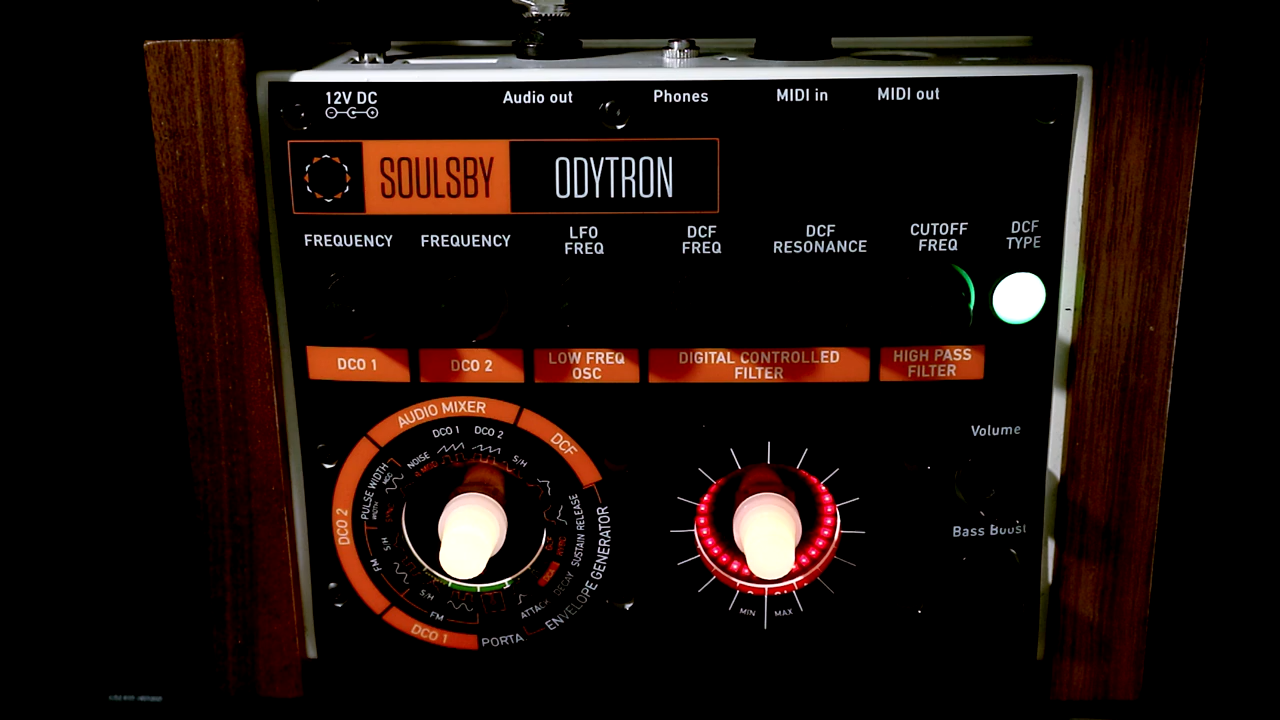 12V DC
Audio out
Phones
MIDI in
MIDI out
SOULSBY
ODYTRON
FREQUENCY
FREQUENCY
LFO
FREQ
DCF
FREQ
DCF
RESONANCE
CUTOFF
FREQ
DCF
TYPE
DCO 1
DCO 2
LOW FREQ
OSC
DIGITAL CONTROLLED
FILTER
HIGH PASS
FILTER
AUDIO MIXER
DCF
DCO 2
DCO 1
PORTA
ENVELOPE GENERATOR
NOISE
DCO 1
DCO 2
S/H
PULSE WIDTH
S/H
FM
S/H
FM
ATTACK
DECAY
SUSTAIN
RELEASE
MIN
MAX
Volume
Bass Boost